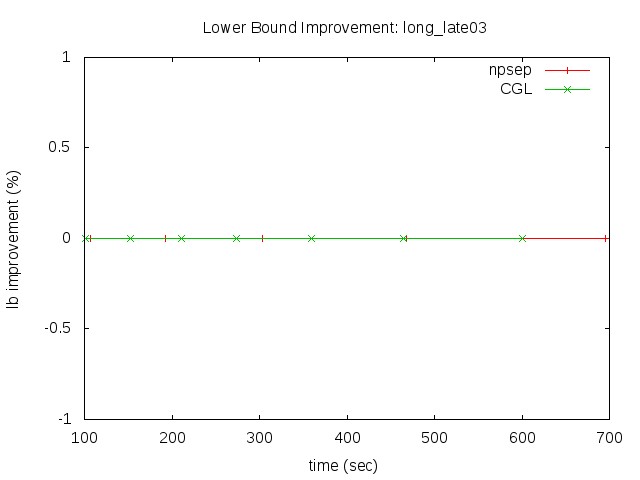 Lower Bound Improvement: long_late03
npsep
CGL
1
0.5
0
-0.5
-1
lb improvement (%)
100 200 300 400 500 600 700
time (sec)